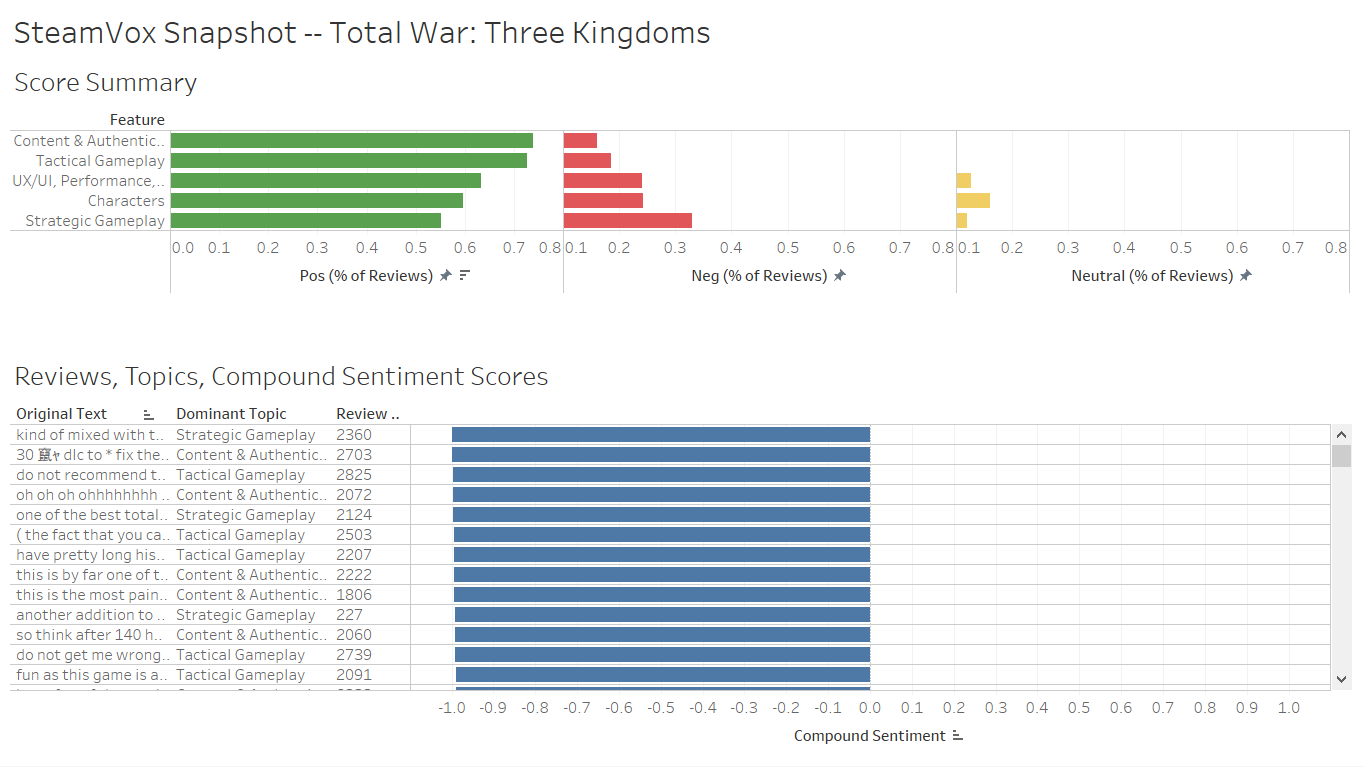 SteamVox Snapshot -- Total War: Three Kingdoms
Score Summary
Feature
Content & Authentic..
Tactical Gameplay
UX/UI, Performance,..
Characters
Strategic Gameplay
0.0 0.1 0.2 0.3 0.4 0.5 0.6 0.7 0.8 0.1 0.2 0.3 0.4 0.5 0.6 0.7 0.8 0.1 0.2 0.3 0.4 0.5 0.6 0.7 0.8
Pos (% of Reviews) Neg (% of Reviews) Neutral (% of Reviews)
Reviews, Topics, Compound Sentiment Scores
Original Text Dominant Topic Review ..
kind of mixed with t.. Strategic Gameplay 2360
30 dlc to * fix the.. Content & Authentic.. 2703
do not recommend t.. Tactical Gameplay 2825
oh oh oh ohhhhhhhh .. Content & Authentic.. 2072
one of the best total.. Strategic Gameplay 2124
( the fact that you ca.. Tactical Gameplay 2503
have pretty long his.. Tactical Gameplay 2207
this is by far one of t.. Content & Authentic.. 2222
this is the most pain.. Content & Authentic.. 1806
another addition to .. Strategic Gameplay 227
so think after 140 h.. Content & Authentic.. 2060
do not get me wrong.. Tactical Gameplay 2739
fun as this game is a.. Tactical Gameplay 2091
-1.0 -0.9 -0.8 -0.7 -0.6 -0.5 -0.4 -0.3 -0.2 -0.1 0.0 0.1 0.2 0.3 0.4 0.5 0.6 0.7 0.8 0.9 1.0
Compound Sentiment